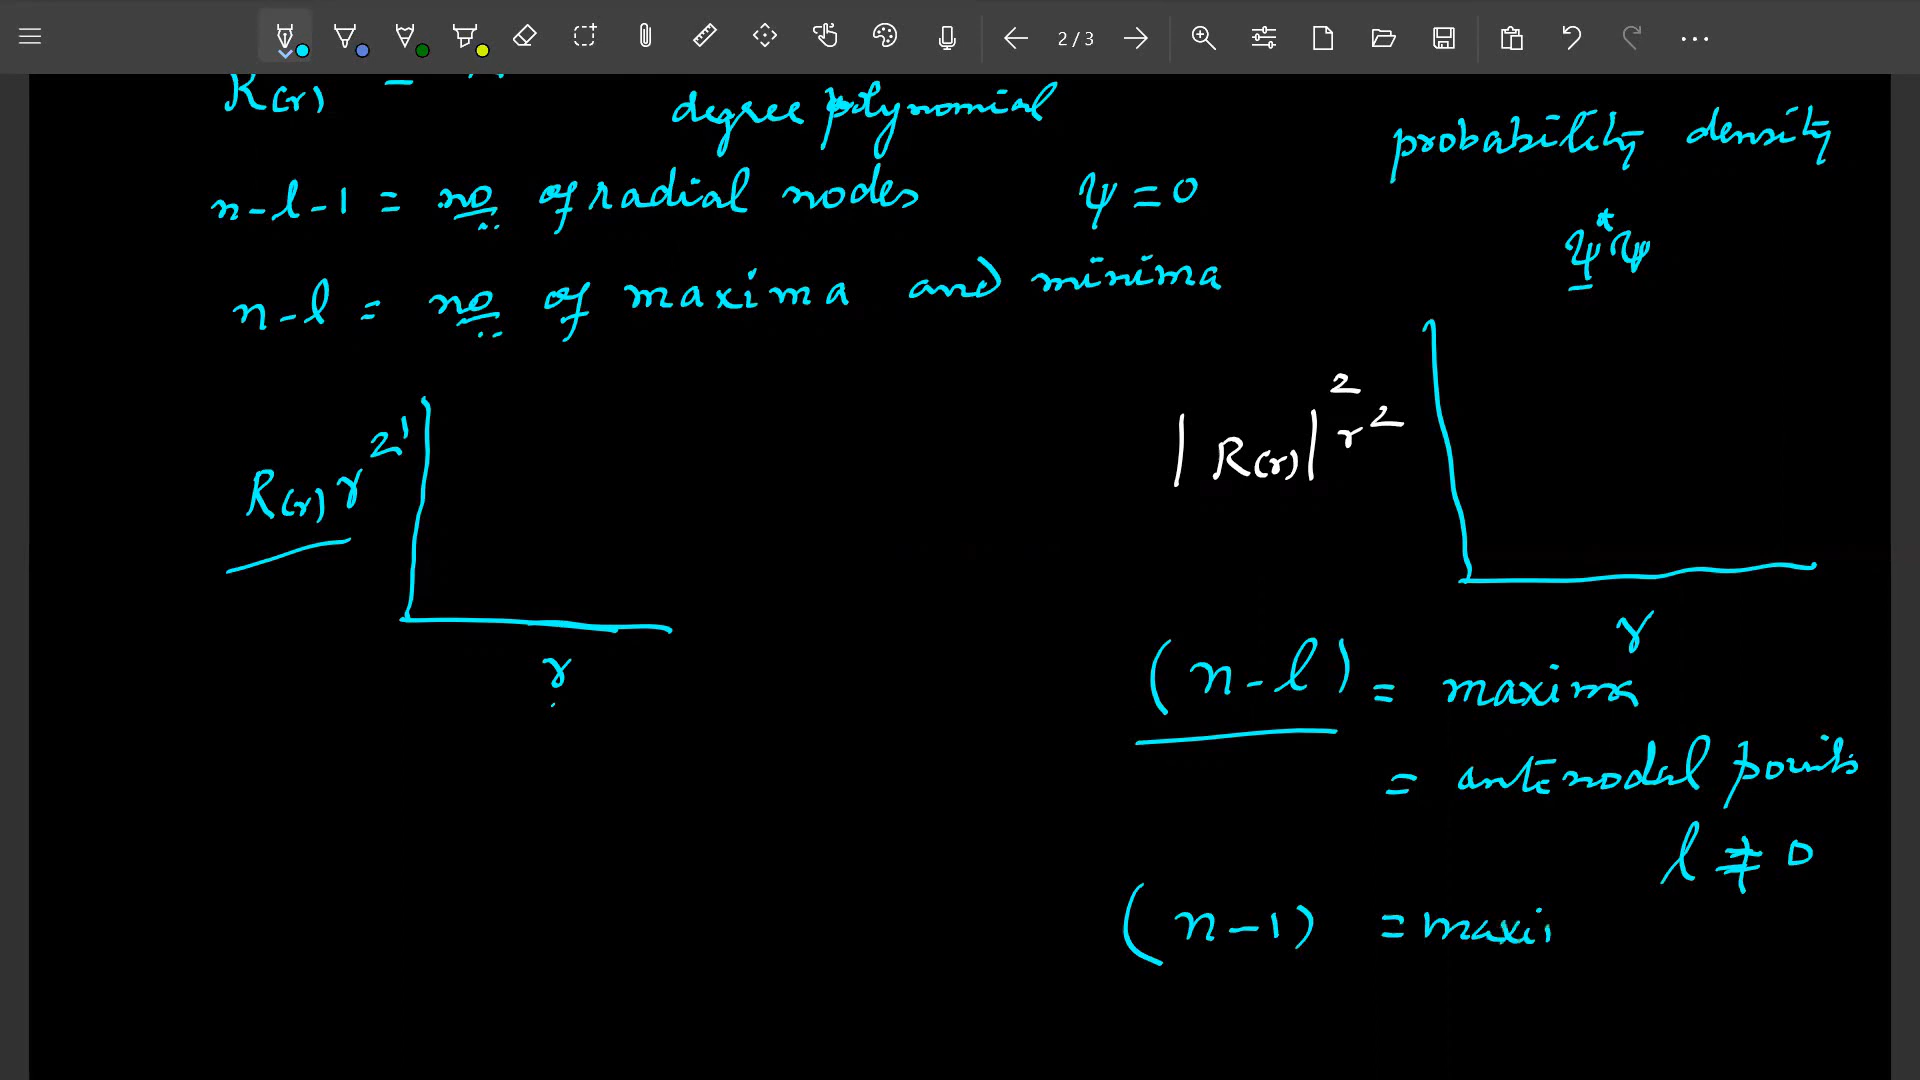 2 / 3
R(r) =
degree polynomial
n-l-1 = no of radial nodes ψ = 0
n-l = no of maxima and minima
probability density
ψ*ψ
R(r) r²'
r
|R(r)|² r²
r
(n-l) = maxima
= antinodal points
l ≠ 0
(n-1) = maxi